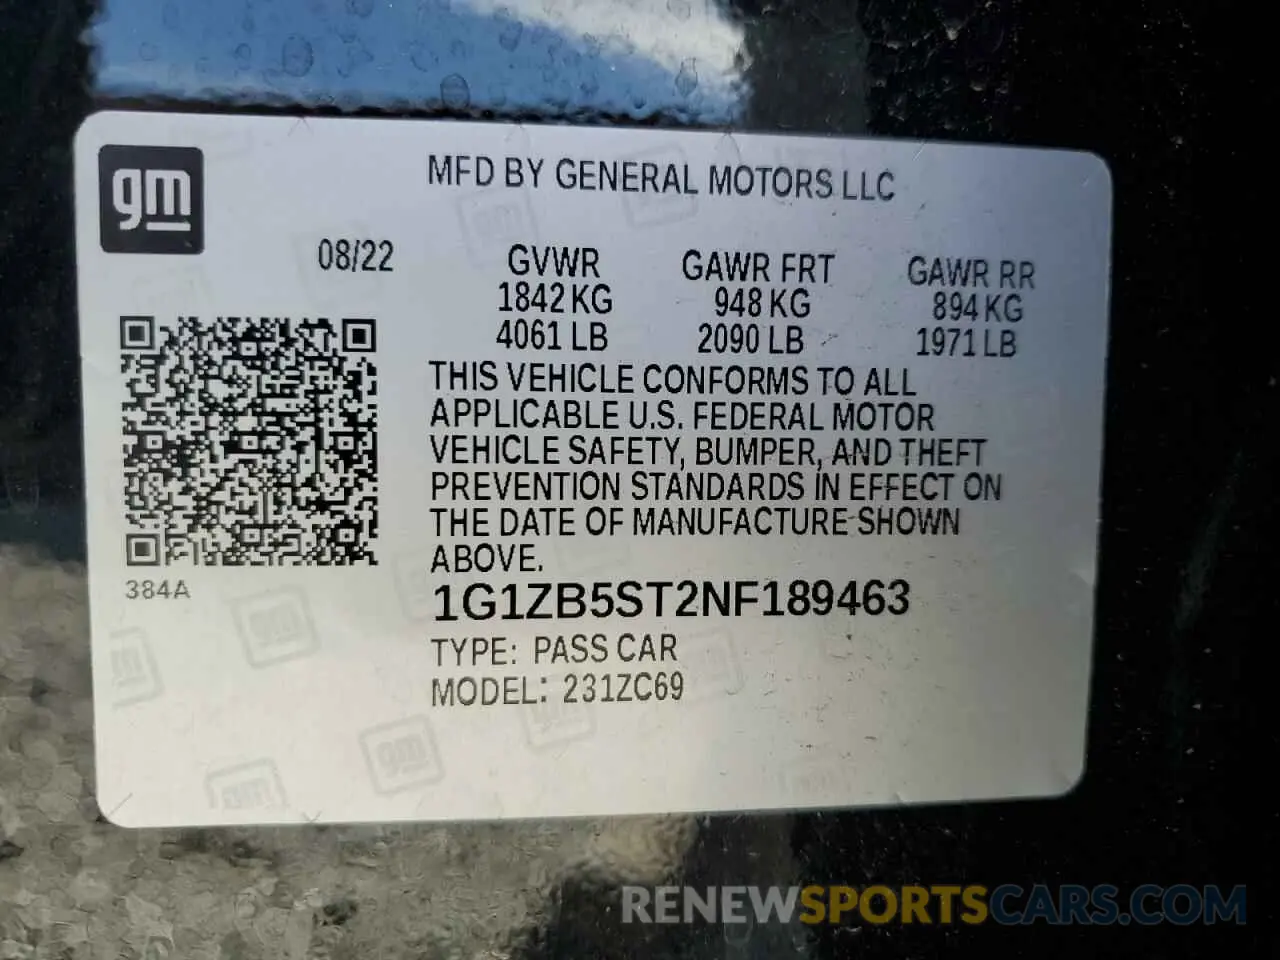 gm
MFD BY GENERAL MOTORS LLC
08/22
GVWR GAWR FRT GAWR RR
1842 KG 948 KG 894 KG
4061 LB 2090 LB 1971 LB
THIS VEHICLE CONFORMS TO ALL
APPLICABLE U.S. FEDERAL MOTOR
VEHICLE SAFETY, BUMPER, AND THEFT
PREVENTION STANDARDS IN EFFECT ON
THE DATE OF MANUFACTURE SHOWN
ABOVE.
384A
1G1ZB5ST2NF189463
TYPE: PASS CAR
MODEL: 231ZC69
gm
RENEWSPORTSCARS.COM